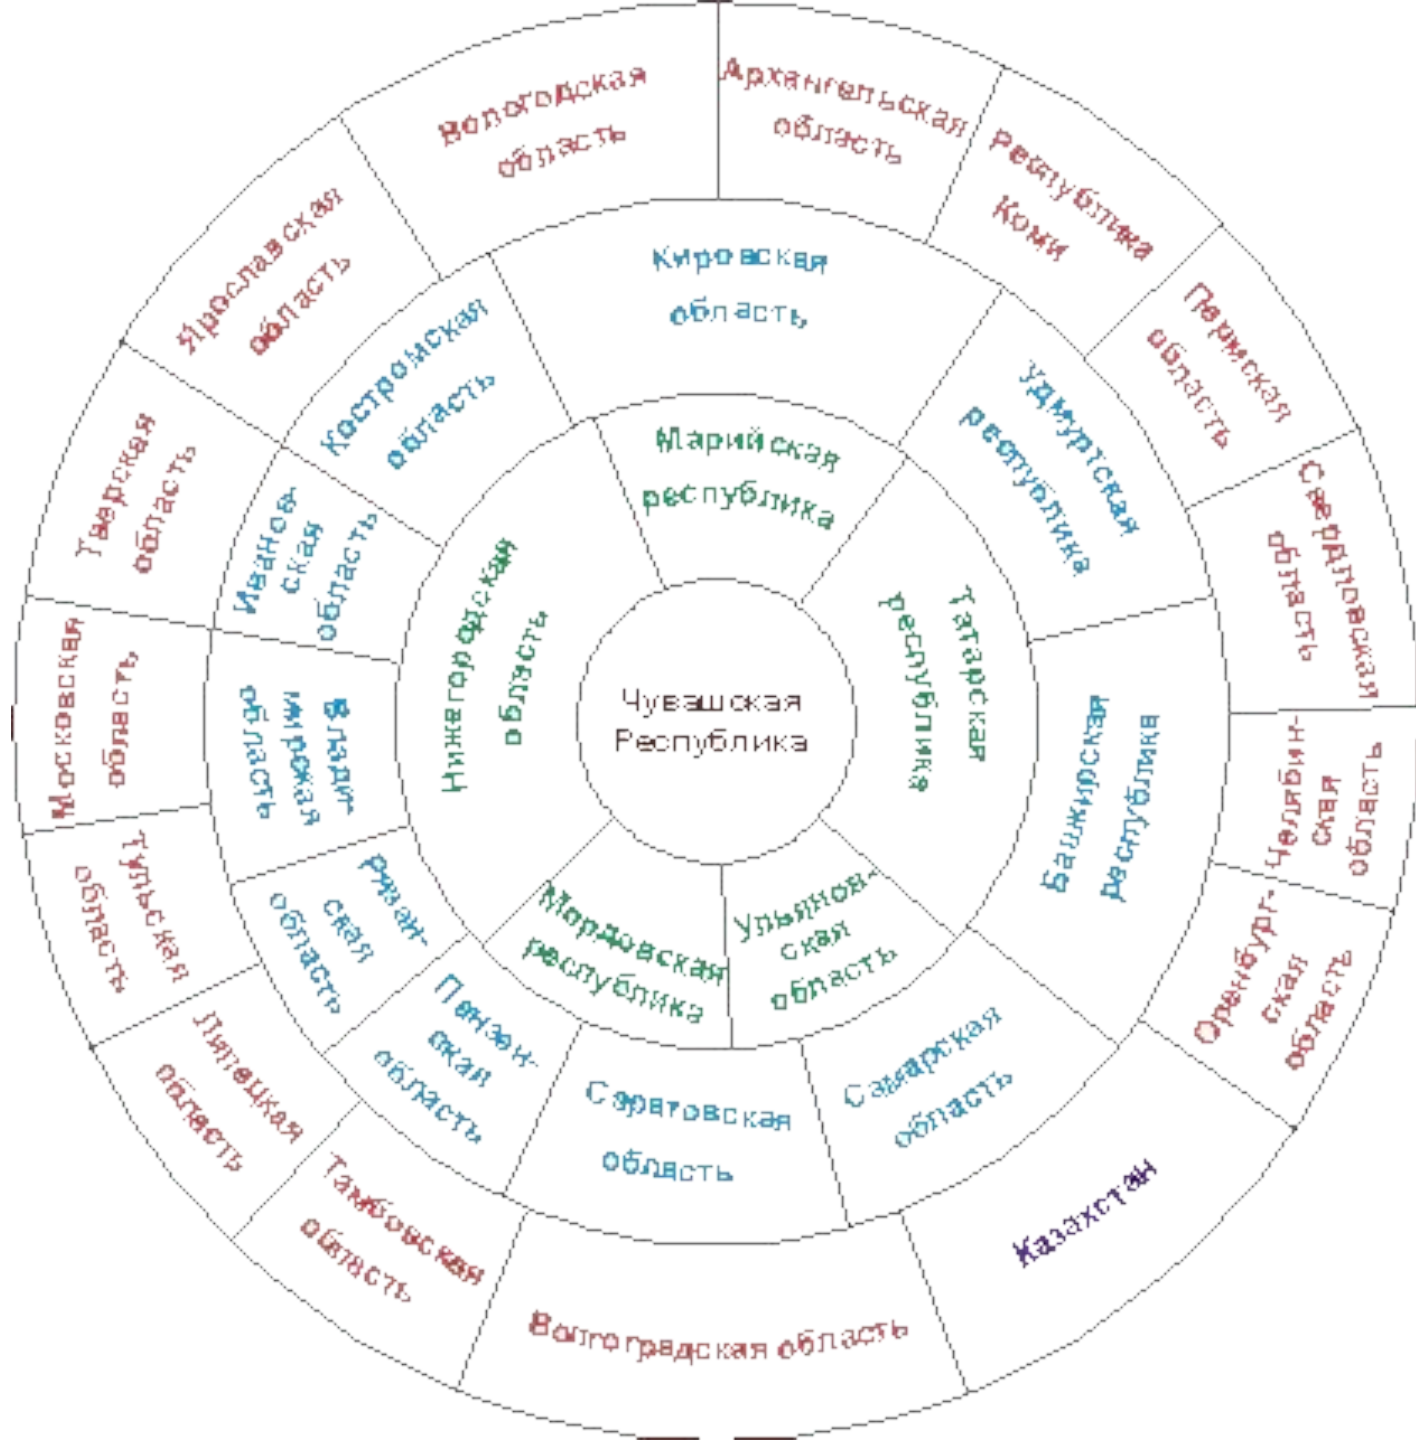 Вологодская
область
Архангельская
область
Республика
Коми
Пермская
область
Свердловская
область
Челябин-
ская
область
Оренбург-
ская
область
Казахстан
Волгоградская область
Тамбовская
область
Липецкая
область
Тульская
область
Московская
область
Тверская
область
Ярославская
область
Кировская
область
Удмуртская
республика
Башкирская
республика
Самарская
область
Саратовская
область
Пензен-
ская
область
Рязан-
ская
область
Влади-
мирская
область
Иванов-
ская
область
Костромская
область
Марийская
республика
Татарская
республика
Ульянов-
ская
область
Мордовская
республика
Нижегородская
область
Чувашская
Республика